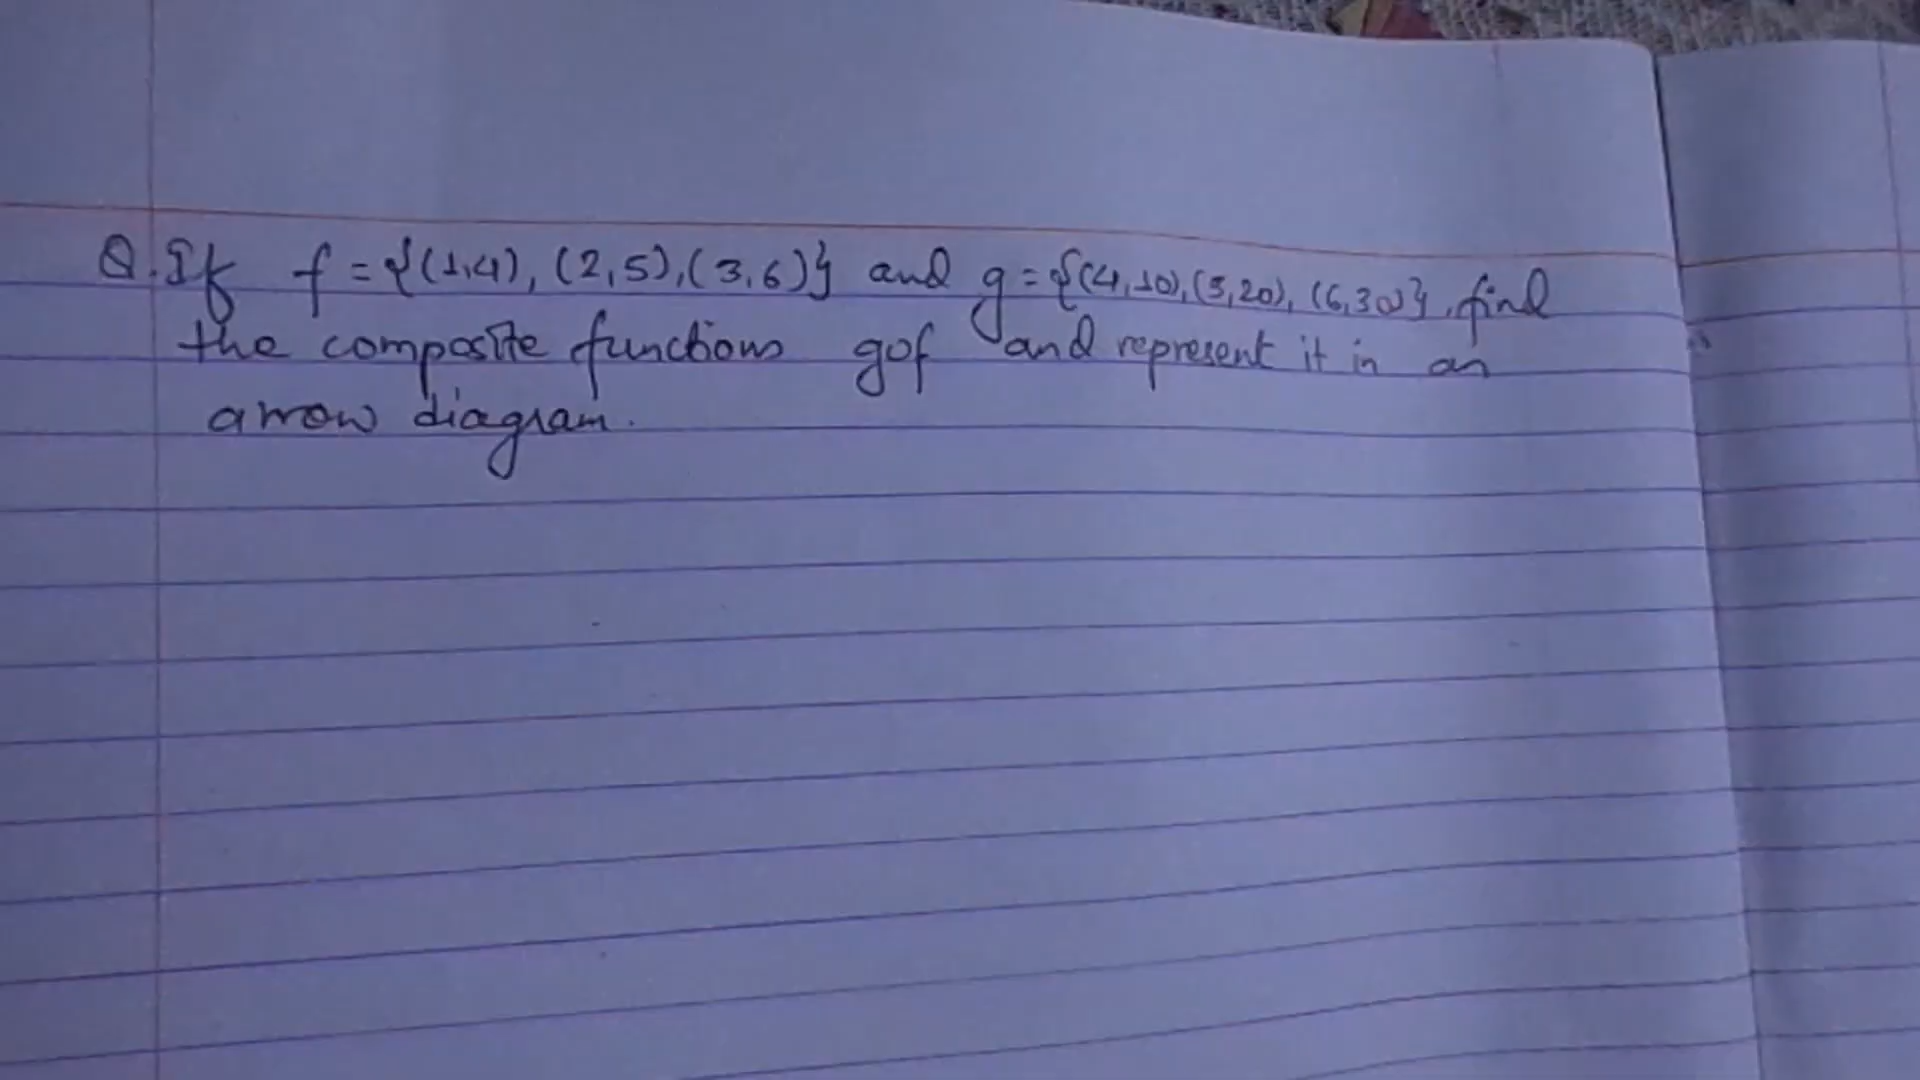 Q. If f = {(1,4), (2,5), (3,6)} and g = {(4,10), (5,20), (6,30)}, find
the composite functions gof and represent it in an
arrow diagram.